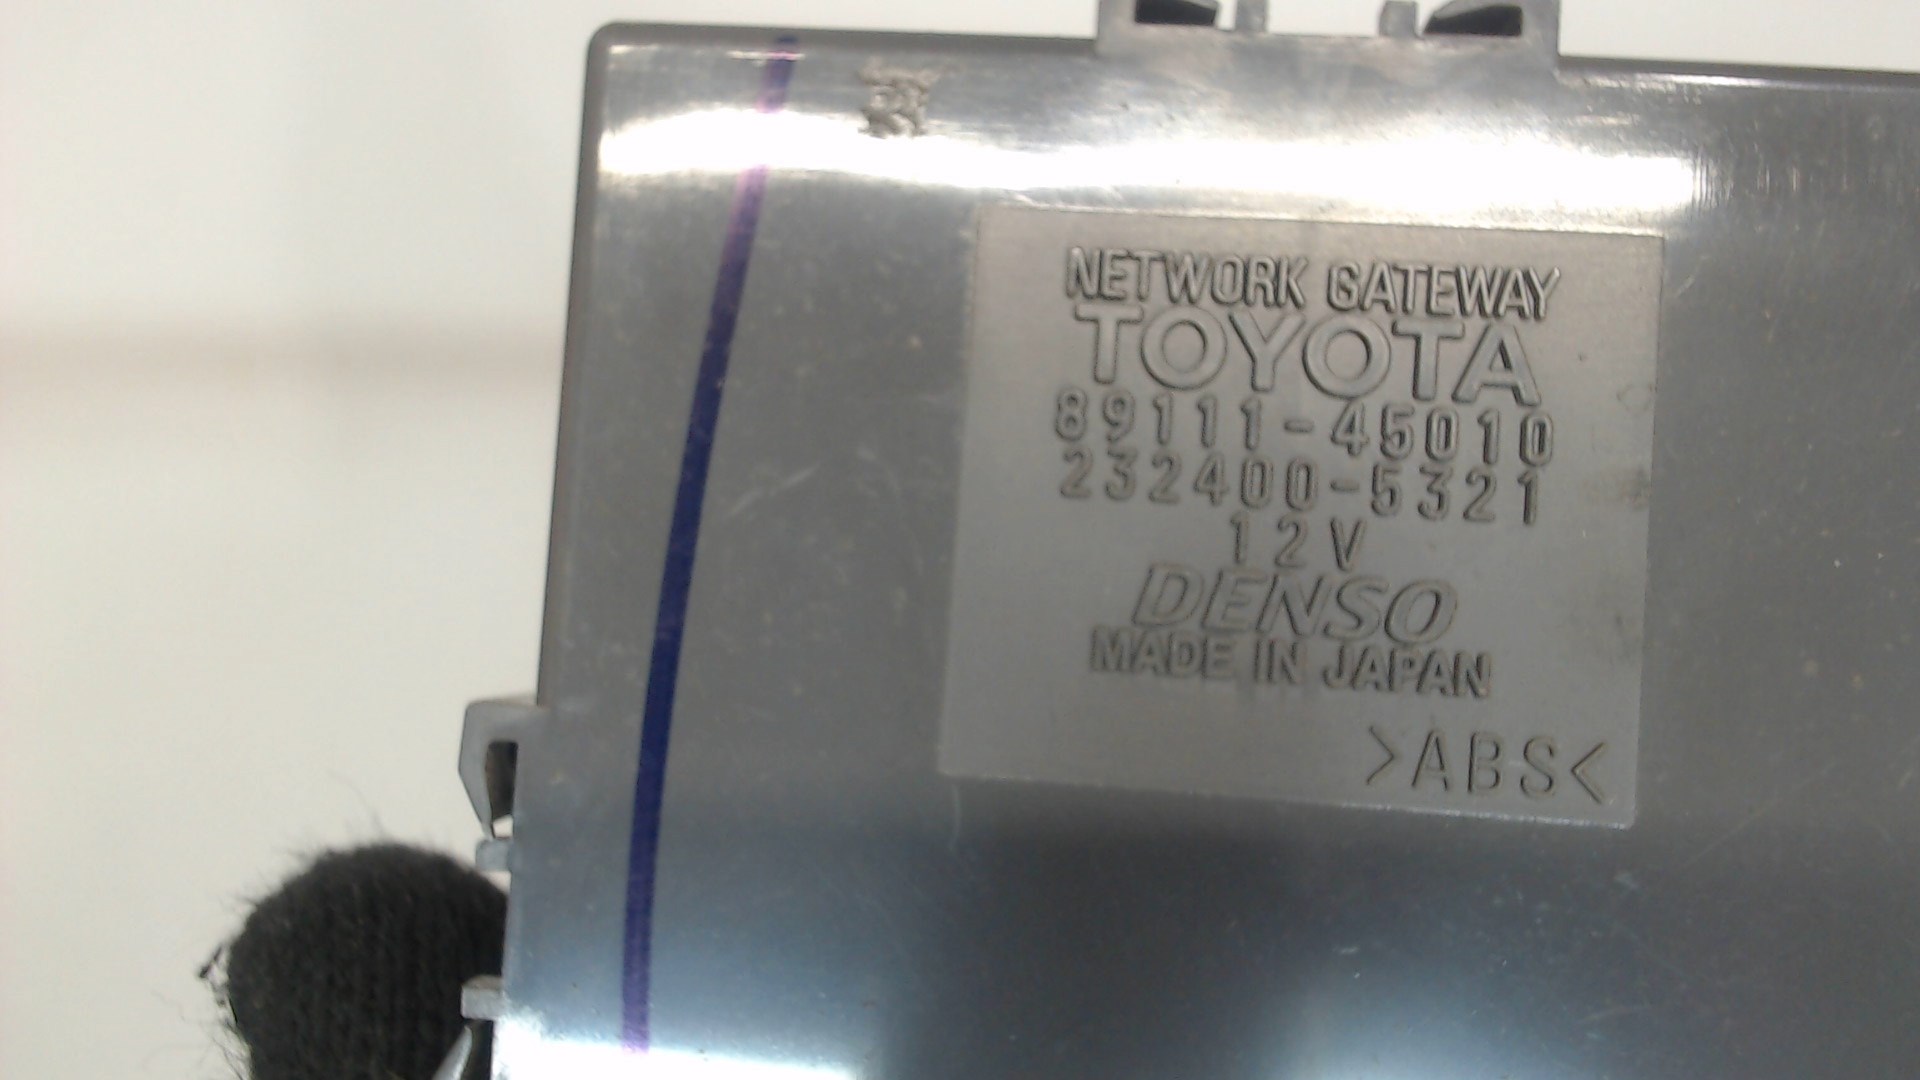 NETWORK GATEWAY
TOYOTA
89111-45010
232400-5321
12V
DENSO
MADE IN JAPAN
>ABS<